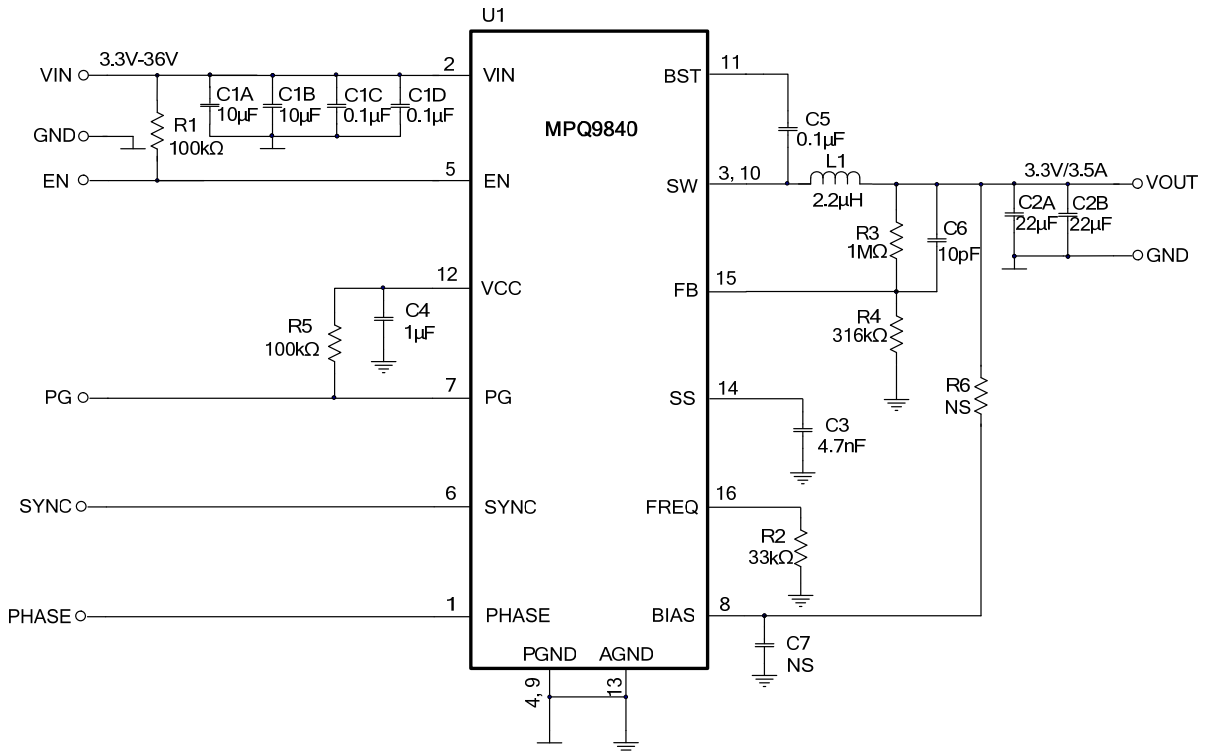 U1
3.3V-36V
VIN
2
VIN
C1A
10µF
C1B
10µF
C1C
0.1µF
C1D
0.1µF
GND
R1
100kΩ
EN
5
EN
MPQ9840
BST
11
C5
0.1µF
L1
2.2µH
SW
3, 10
3.3V/3.5A
VOUT
C2A
22µF
C2B
22µF
GND
R3
1MΩ
C6
10pF
12
VCC
C4
1µF
R5
100kΩ
FB
15
R4
316kΩ
PG
7
PG
SS
14
C3
4.7nF
R6
NS
SYNC
6
SYNC
FREQ
16
R2
33kΩ
PHASE
1
PHASE
BIAS
8
C7
NS
PGND
AGND
4, 9
13